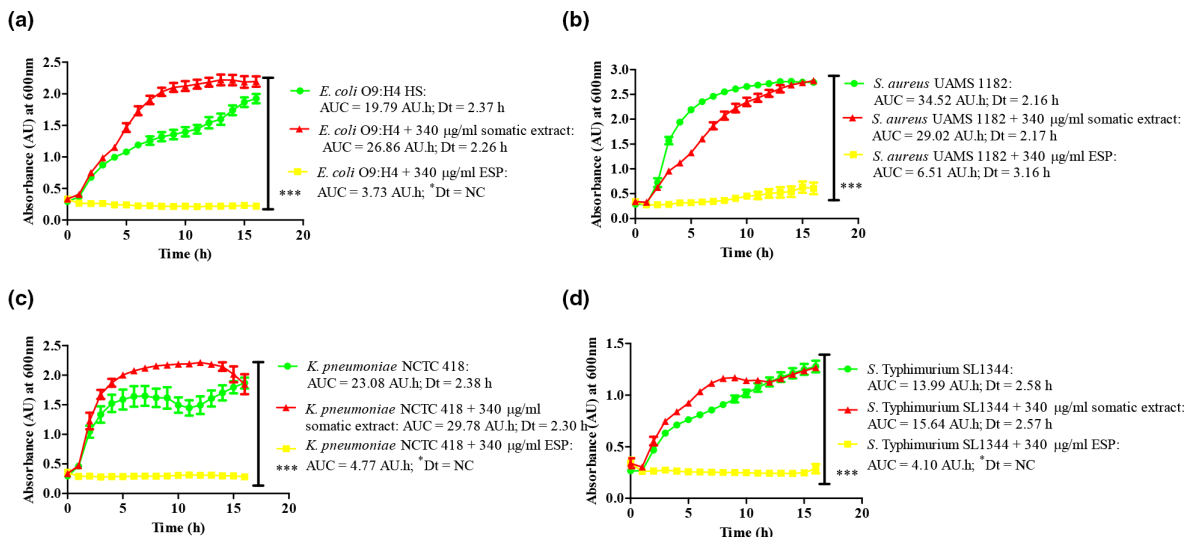 (a)
Absorbance (AU) at 600nm
2.5
2.0
1.5
1.0
0.5
0.0
0 5 10 15 20
Time (h)
E. coli O9:H4 HS:
AUC = 19.79 AU.h; Dt = 2.37 h
E. coli O9:H4 + 340 μg/ml somatic extract:
AUC = 26.86 AU.h; Dt = 2.26 h
E. coli O9:H4 + 340 μg/ml ESP:
AUC = 3.73 AU.h; *Dt = NC
***
(b)
Absorbance (AU) at 600nm
3.0
2.5
2.0
1.5
1.0
0.5
0.0
0 5 10 15 20
Time (h)
S. aureus UAMS 1182:
AUC = 34.52 AU.h; Dt = 2.16 h
S. aureus UAMS 1182 + 340 μg/ml somatic extract:
AUC = 29.02 AU.h; Dt = 2.17 h
S. aureus UAMS 1182 + 340 μg/ml ESP:
AUC = 6.51 AU.h; Dt = 3.16 h
***
(c)
Absorbance (AU) at 600nm
2.5
2.0
1.5
1.0
0.5
0.0
0 5 10 15 20
Time (h)
K. pneumoniae NCTC 418:
AUC = 23.08 AU.h; Dt = 2.38 h
K. pneumoniae NCTC 418 + 340 μg/ml
somatic extract: AUC = 29.78 AU.h; Dt = 2.30 h
K. pneumoniae NCTC 418 + 340 μg/ml ESP:
*** AUC = 4.77 AU.h; *Dt = NC
(d)
Absorbance (AU) at 600nm
1.5
1.0
0.5
0.0
0 5 10 15 20
Time (h)
S. Typhimurium SL1344:
AUC = 13.99 AU.h; Dt = 2.58 h
S. Typhimurium SL1344 + 340 μg/ml somatic extract:
AUC = 15.64 AU.h; Dt = 2.57 h
S. Typhimurium SL1344 + 340 μg/ml ESP:
*** AUC = 4.10 AU.h; *Dt = NC